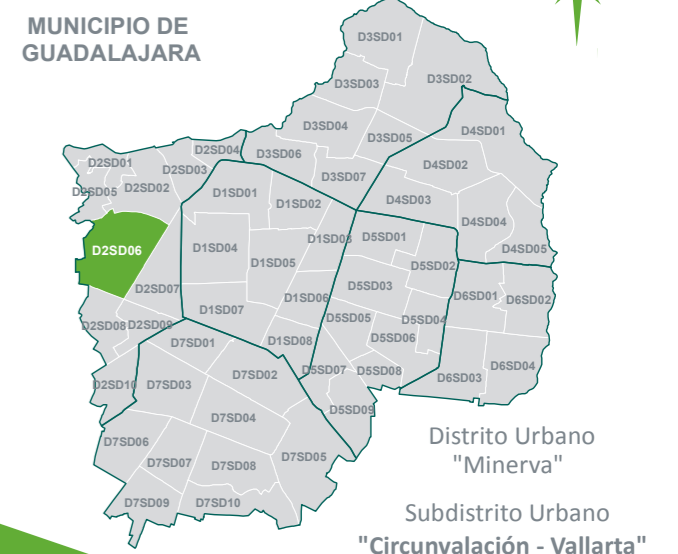 MUNICIPIO DE
GUADALAJARA
D3SD01
D3SD02
D3SD03
D3SD04
D3SD05
D4SD01
D2SD04
D3SD06
D2SD01
D2SD03
D4SD02
D3SD07
D2SD05
D2SD02
D1SD01
D1SD02
D4SD03
D4SD04
D1SD03
D5SD01
D2SD06
D1SD04
D4SD05
D1SD05
D5SD02
D2SD07
D5SD03
D1SD06
D6SD01
D6SD02
D1SD07
D5SD05
D5SD04
D2SD08
D2SD09
D5SD06
D7SD01
D1SD08
D6SD04
D5SD07
D5SD08
D7SD02
D6SD03
D2SD10
D7SD03
D5SD09
D7SD04
D7SD06
D7SD05
D7SD07
D7SD08
D7SD09
D7SD10
Distrito Urbano
"Minerva"
Subdistrito Urbano
"Circunvalación - Vallarta"